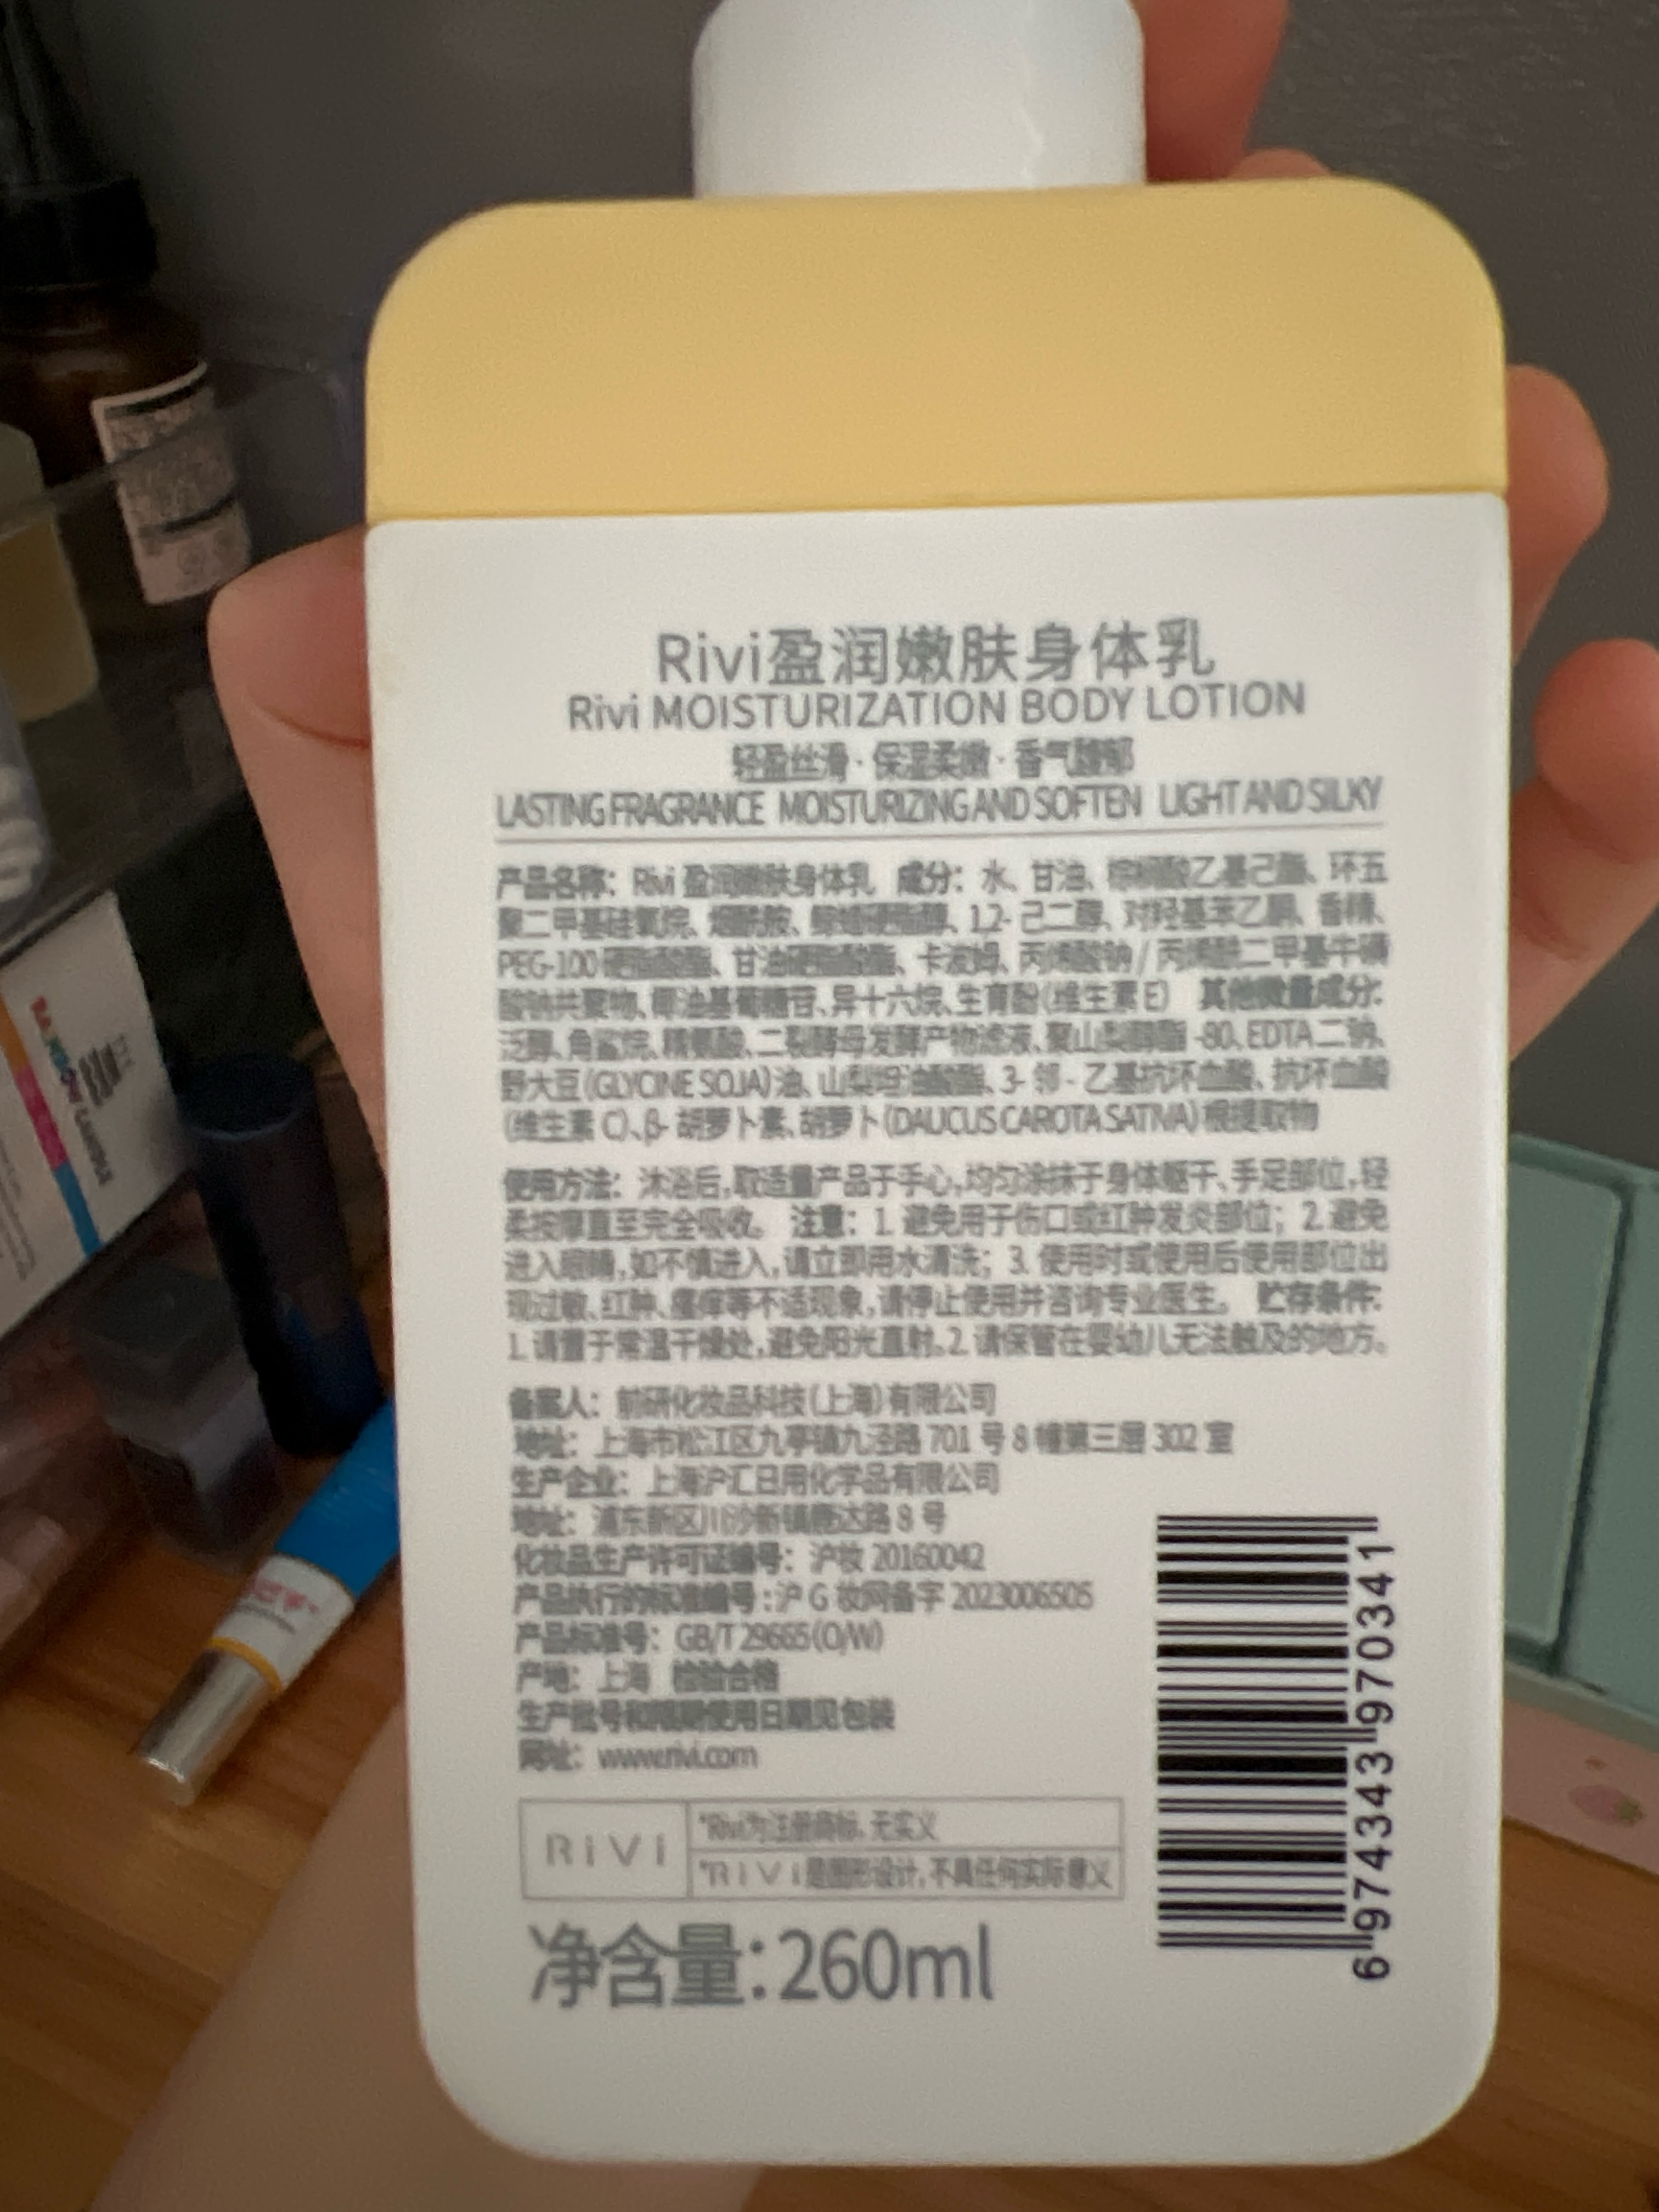 Rivi盈润嫩肤身体乳
Rivi MOISTURIZATION BODY LOTION
轻盈丝滑·保湿柔嫩·香气馥郁
LASTING FRAGRANCE MOISTURIZING AND SOFTEN LIGHT AND SILKY
产品名称：Rivi 盈润嫩肤身体乳 成分：水、甘油、棕榈酸乙基己酯、环五
聚二甲基硅氧烷、烟酰胺、鲸蜡硬脂醇、1,2- 己二醇、对羟基苯乙酮、香精、
PEG-100 硬脂酸酯、甘油硬脂酸酯、卡波姆、丙烯酸钠 / 丙烯酰二甲基牛磺
酸钠共聚物、椰油基葡糖苷、异十六烷、生育酚（维生素 E） 其他微量成分：
泛醇、角鲨烷、精氨酸、二裂酵母发酵产物滤液、聚山梨醇酯 -80、EDTA 二钠、
野大豆（GLYCINE SOJA）油、山梨坦油酸酯、3- 邻 - 乙基抗坏血酸、抗坏血酸
（维生素 C）、β- 胡萝卜素、胡萝卜（DAUCUS CAROTA SATIVA）根提取物
使用方法：沐浴后，取适量产品于手心，均匀涂抹于身体躯干、手足部位，轻
柔按摩直至完全吸收。 注意：1. 避免用于伤口或红肿发炎部位；2. 避免
进入眼睛，如不慎进入，请立即用水清洗；3. 使用时或使用后使用部位出
现过敏、红肿、瘙痒等不适现象，请停止使用并咨询专业医生。 贮存条件：
1. 请置于常温干燥处，避免阳光直射。2. 请保管在婴幼儿无法触及的地方。
备案人：前研化妆品科技（上海）有限公司
地址：上海市松江区九亭镇九泾路 701 号 8 幢第三层 302 室
生产企业：上海沪汇日用化学品有限公司
地址：浦东新区川沙新镇鹿达路 8 号
化妆品生产许可证编号：沪妆 20160042
产品执行的标准编号：沪 G 妆网备字 2023006505
产品标准号：GB/T 29665（O/W）
产地：上海 检验合格
生产批号和限期使用日期见包装
网址：www.rivi.com
RiVi
*Rivi为注册商标，无实义
*RiVi是图形设计，不具任何实际意义
净含量：260ml
6 974343 970341